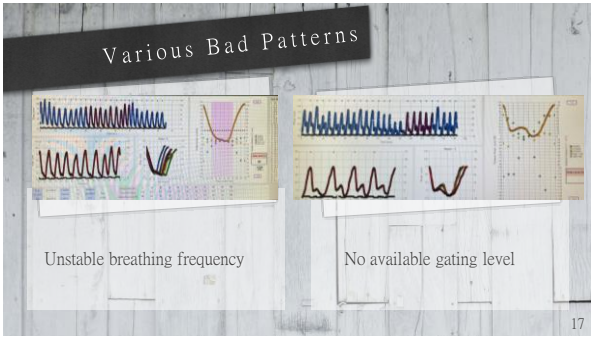 Various Bad Patterns
Unstable breathing frequency
No available gating level
17